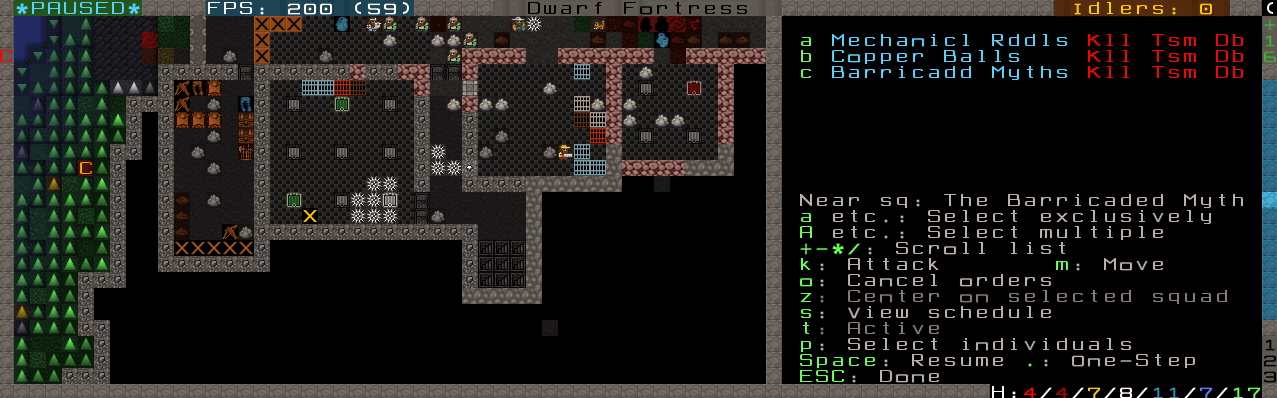 *PAUSED* FPS: 200 (59) Dwarf Fortress Idlers: 0
a Mechanicl Rddls Kll Tsm Db
b Copper Balls Kll Tsm Db
c Barricadd Myths Kll Tsm Db
Near sq: The Barricaded Myth
a etc.: Select exclusively
A etc.: Select multiple
+-*/: Scroll list
k: Attack m: Move
o: Cancel orders
z: Center on selected squad
s: View schedule
t: Active
p: Select individuals
Space: Resume .: One-Step
ESC: Done
H:4/4/7/8/11/7/17